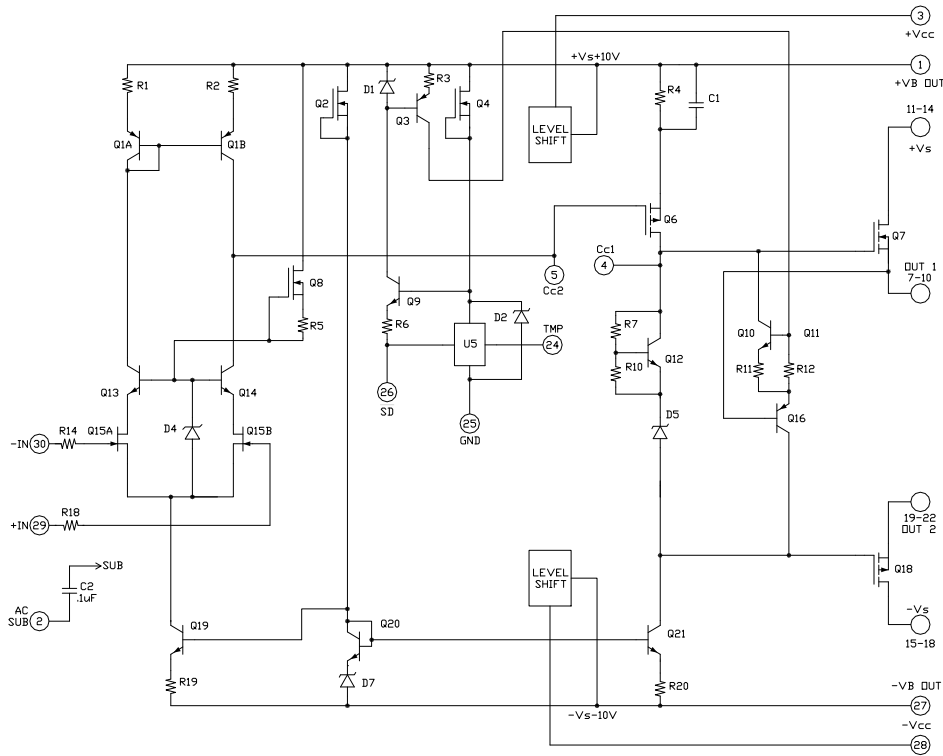 3
+Vcc
+Vs+10V
1
+VB OUT
R1
R2
R3
D1
Q2
Q3
Q4
LEVEL
SHIFT
R4
C1
11-14
+Vs
Q1A
Q1B
Q6
Q7
Cc1
4
5
Cc2
OUT 1
7-10
Q8
R5
Q9
R6
D2
U5
TMP
24
R7
R10
Q12
Q10
Q11
R11
R12
26
SD
25
GND
Q13
Q14
Q15A
D4
Q15B
D5
Q16
-IN
30
R14
+IN
29
R18
19-22
OUT 2
SUB
C2
.1uF
AC
SUB
2
LEVEL
SHIFT
Q18
-Vs
15-18
Q19
Q20
Q21
R19
D7
R20
-Vs-10V
-VB OUT
27
-Vcc
28